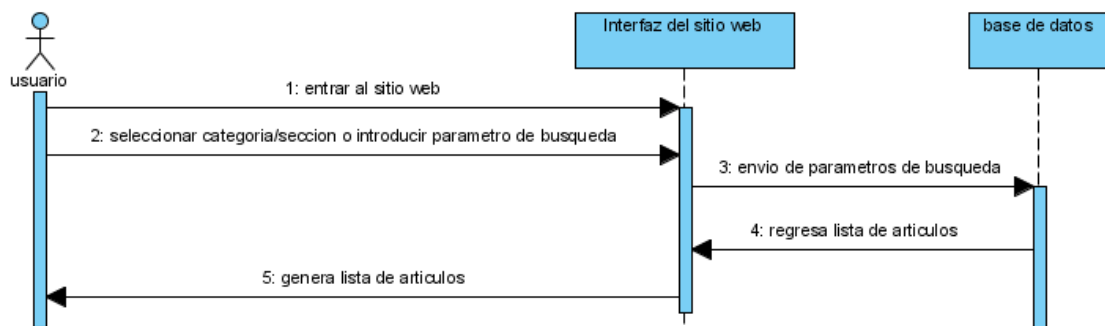 Interfaz del sitio web
base de datos
usuario
1: entrar al sitio web
2: seleccionar categoria/seccion o introducir parametro de busqueda
3: envio de parametros de busqueda
4: regresa lista de articulos
5: genera lista de articulos